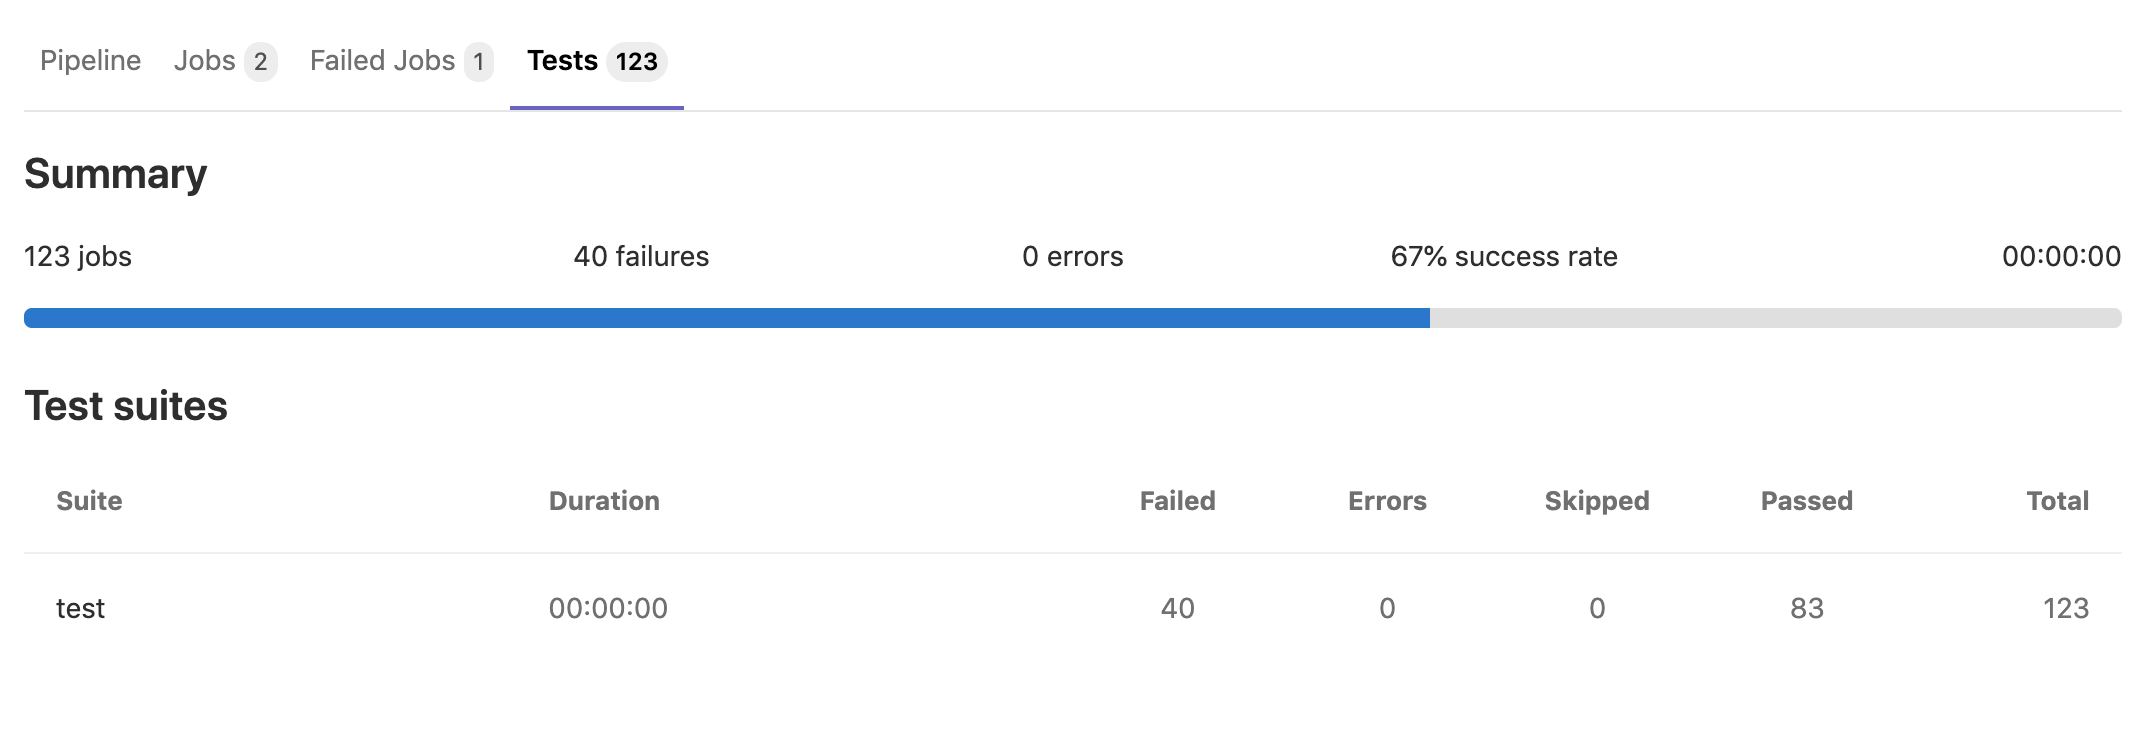 Pipeline Jobs 2 Failed Jobs 1 Tests 123
Summary
123 jobs 40 failures 0 errors 67% success rate 00:00:00
Test suites
Suite Duration Failed Errors Skipped Passed Total
test 00:00:00 40 0 0 83 123